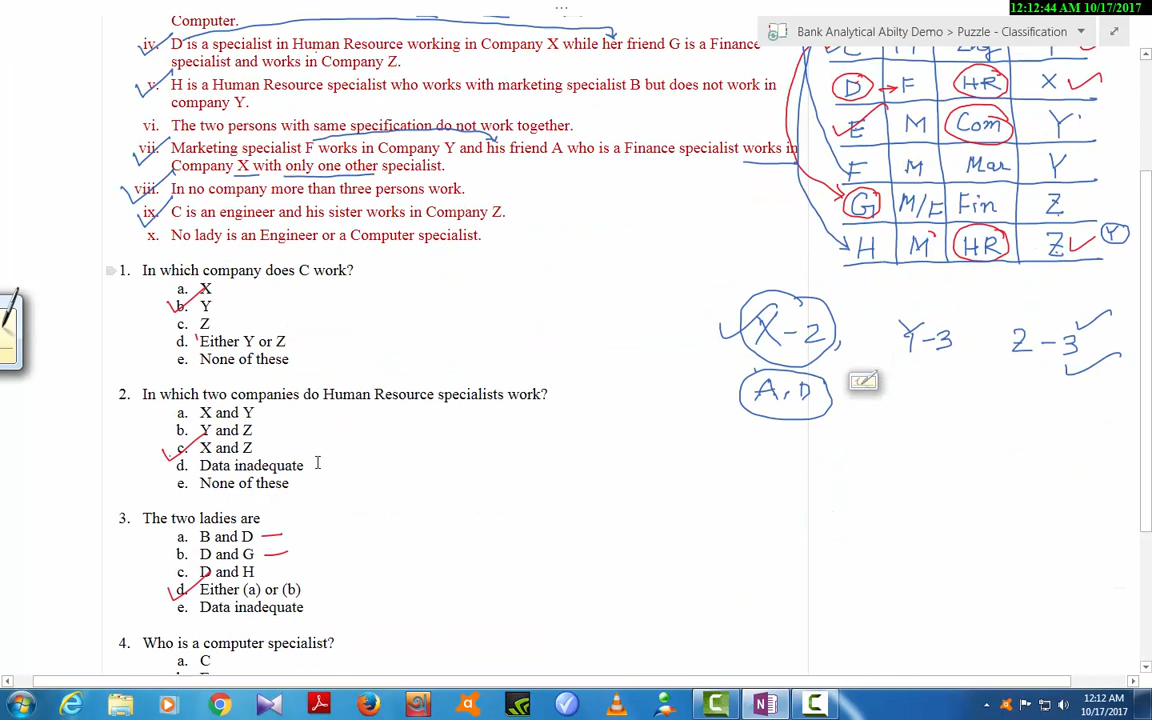 12:12:44 AM 10/17/2017
Computer.
Bank Analytical Abilty Demo > Puzzle - Classification
iv. D is a specialist in Human Resource working in Company X while her friend G is a Finance
specialist and works in Company Z.
v. H is a Human Resource specialist who works with marketing specialist B but does not work in
company Y.
vi. The two persons with same specification do not work together.
vii. Marketing specialist F works in Company Y and his friend A who is a Finance specialist works in
Company X with only one other specialist.
viii. In no company more than three persons work.
ix. C is an engineer and his sister works in Company Z.
x. No lady is an Engineer or a Computer specialist.
D F HR X
E M Com Y
F M Mar Y
G M/F Fin Z
H M HR Z Y
1. In which company does C work?
a. X
b. Y
c. Z
d. Either Y or Z
e. None of these
X-2, Y-3 Z-3
A, D
2. In which two companies do Human Resource specialists work?
a. X and Y
b. Y and Z
c. X and Z
d. Data inadequate
e. None of these
3. The two ladies are
a. B and D
b. D and G
c. D and H
d. Either (a) or (b)
e. Data inadequate
4. Who is a computer specialist?
a. C
12:12 AM
10/17/2017